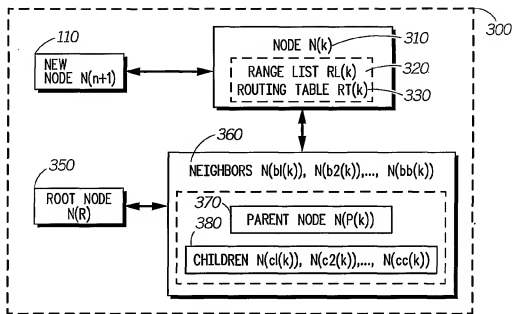 300
110
NEW
NODE N(n+1)
NODE N(k)
310
RANGE LIST RL(k)
320
ROUTING TABLE RT(k)
330
360
NEIGHBORS N(bl(k)), N(b2(k)),..., N(bb(k))
350
ROOT NODE
N(R)
370
PARENT NODE N(P(k))
380
CHILDREN N(cl(k)), N(c2(k)),..., N(cc(k))